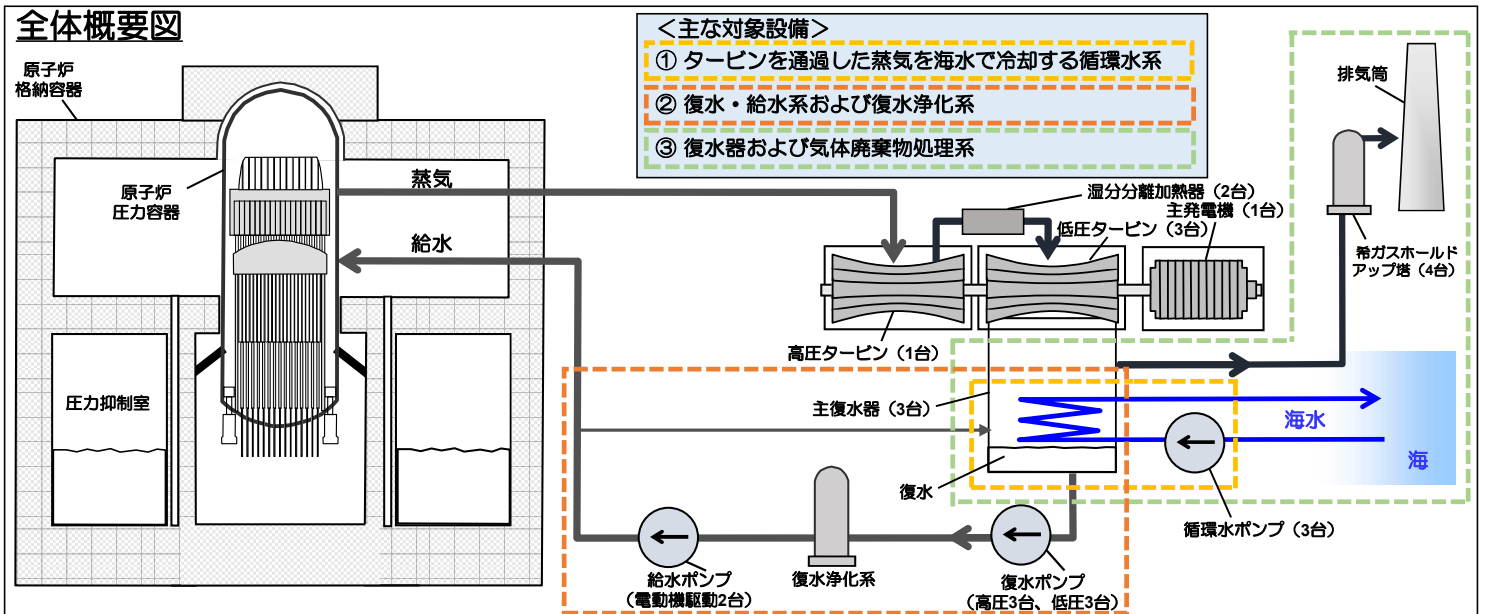 全体概要図
＜主な対象設備＞
① タービンを通過した蒸気を海水で冷却する循環水系
② 復水・給水系および復水浄化系
③ 復水器および気体廃棄物処理系
原子炉
格納容器
原子炉
圧力容器
蒸気
給水
圧力抑制室
湿分分離加熱器（2台）
主発電機（1台）
低圧タービン（3台）
高圧タービン（1台）
排気筒
希ガスホールド
アップ塔（4台）
主復水器（3台）
復水
海水
海
循環水ポンプ（3台）
給水ポンプ
（電動機駆動2台）
復水浄化系
復水ポンプ
（高圧3台、低圧3台）